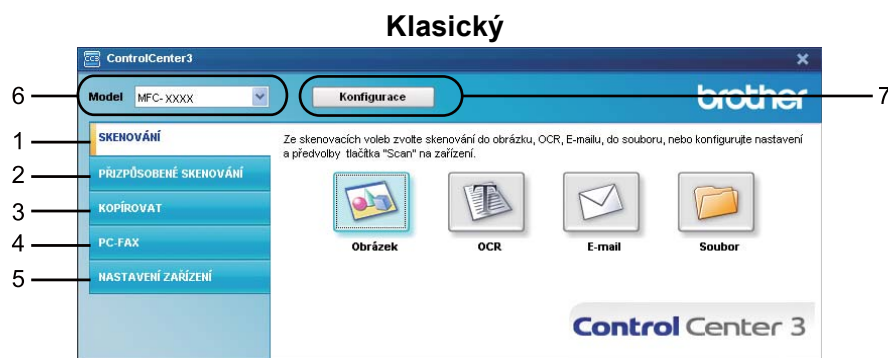 Klasický
ControlCenter3
6
Model MFC-XXXX
Konfigurace
7
brother
1
SKENOVÁNÍ
Ze skenovacích voleb zvolte skenování do obrázku, OCR, E-mailu, do souboru, nebo konfigurujte nastavení
a předvolby tlačítka "Scan" na zařízení.
2
PŘIZPŮSOBENÉ SKENOVÁNÍ
3
KOPÍROVAT
4
PC-FAX
Obrázek
OCR
E-mail
Soubor
5
NASTAVENÍ ZAŘÍZENÍ
Control Center 3